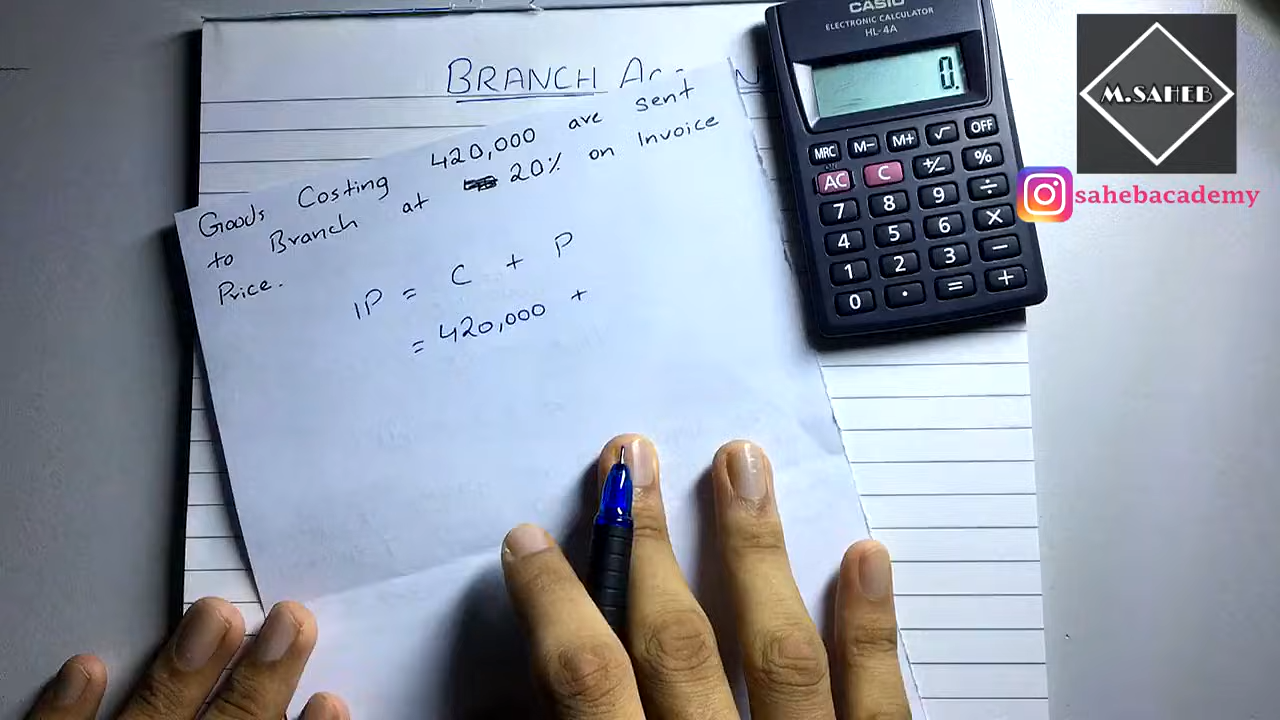 BRANCH
Goods Costing 420,000 are sent
to Branch at 20% on Invoice
Price.
IP = C + P
= 420,000 +
CASIO
ELECTRONIC CALCULATOR
HL-4A
0.
MRC M− M+ √ OFF
AC C +/− %
7 8 9 ÷
4 5 6 X
1 2 3 −
0 • = +
M.SAHEB
sahebacademy